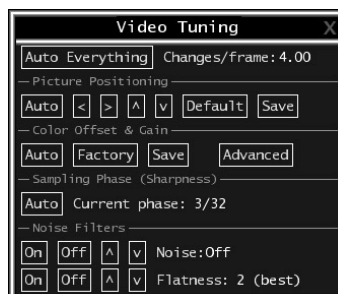 Video Tuning X
Auto Everything Changes/frame:4.00
Picture Positioning
Auto < > ^ v Default Save
Color Offset & Gain
Auto Factory Save Advanced
Sampling Phase (Sharpness)
Auto Current phase: 3/32
Noise Filters
On Off ^ v Noise:Off
On Off ^ v Flatness: 2 (best)